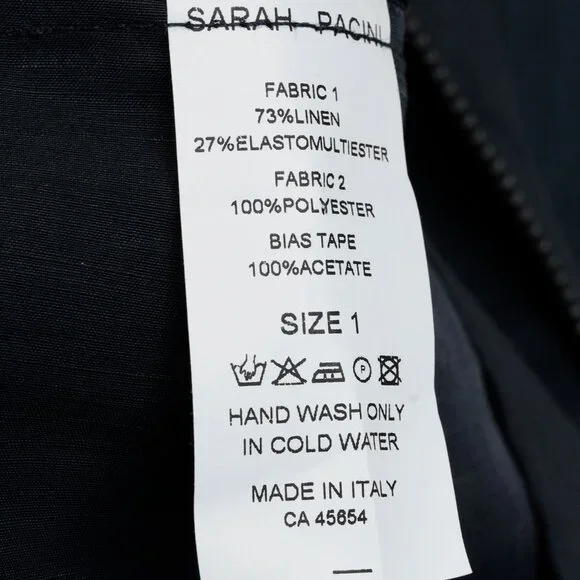 SARAH PACINI
FABRIC 1
73%LINEN
27%ELASTOMULTIESTER
FABRIC 2
100%POLYESTER
BIAS TAPE
100%ACETATE
SIZE 1
P
HAND WASH ONLY
IN COLD WATER
MADE IN ITALY
CA 45654